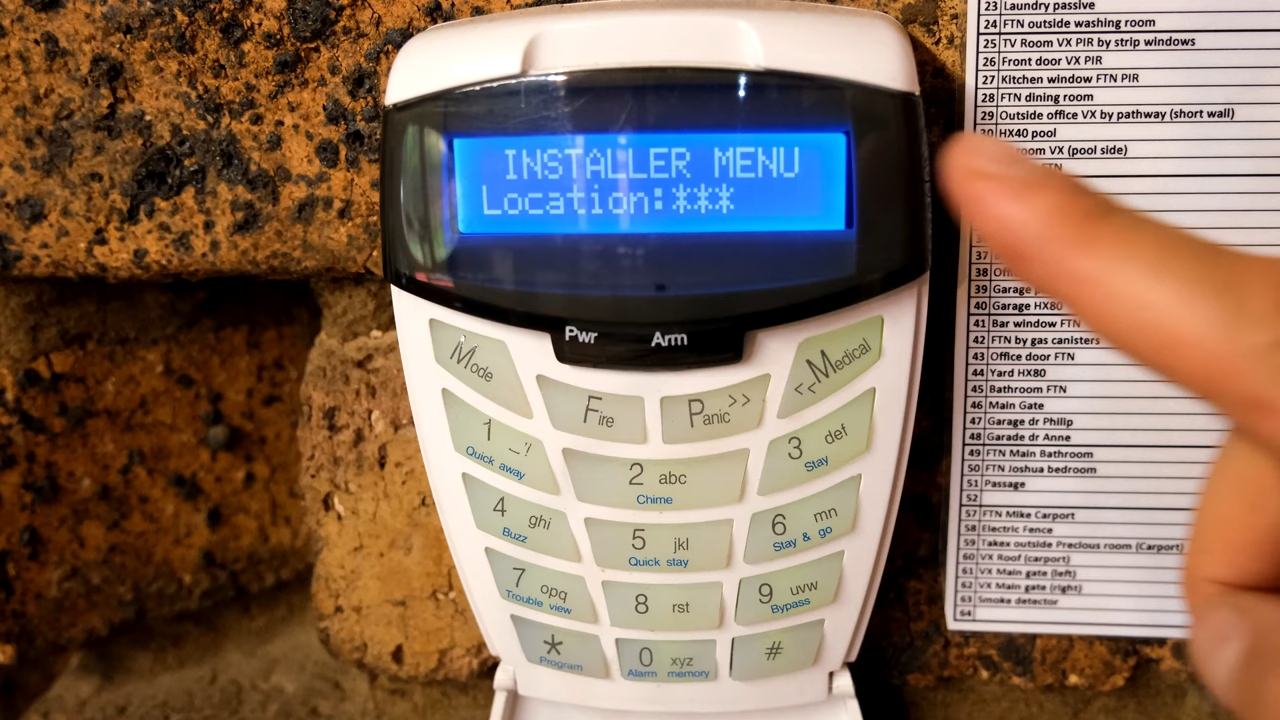 INSTALLER MENU
Location:***
Pwr Arm
Mode
Fire
Panic >>
<<Medical
1 _-!?
Quick away
2 abc
Chime
3 def
Stay
4 ghi
Buzz
5 jkl
Quick stay
6 mn
Stay & go
7 opq
Trouble view
8 rst
9 uvw
Bypass
*
Program
0 xyz
Alarm memory
#
23 Laundry passive
24 FTN outside washing room
25 TV Room VX PIR by strip windows
26 Front door VX PIR
27 Kitchen window FTN PIR
28 FTN dining room
29 Outside office VX by pathway (short wall)
30 HX40 pool
room VX (pool side)
FTN
37
38
39 Garage
40 Garage HX80
41 Bar window FTN
42 FTN by gas canisters
43 Office door FTN
44 Yard HX80
45 Bathroom FTN
46 Main Gate
47 Garage dr Philip
48 Garade dr Anne
49 FTN Main Bathroom
50 FTN Joshua bedroom
51 Passage
52
57 FTN Mike Carport
58 Electric Fence
59 Takex outside Precious room (Carport)
60 VX Roof (carport)
61 VX Main gate (left)
62 VX Main gate (right)
63 Smoke detector
64